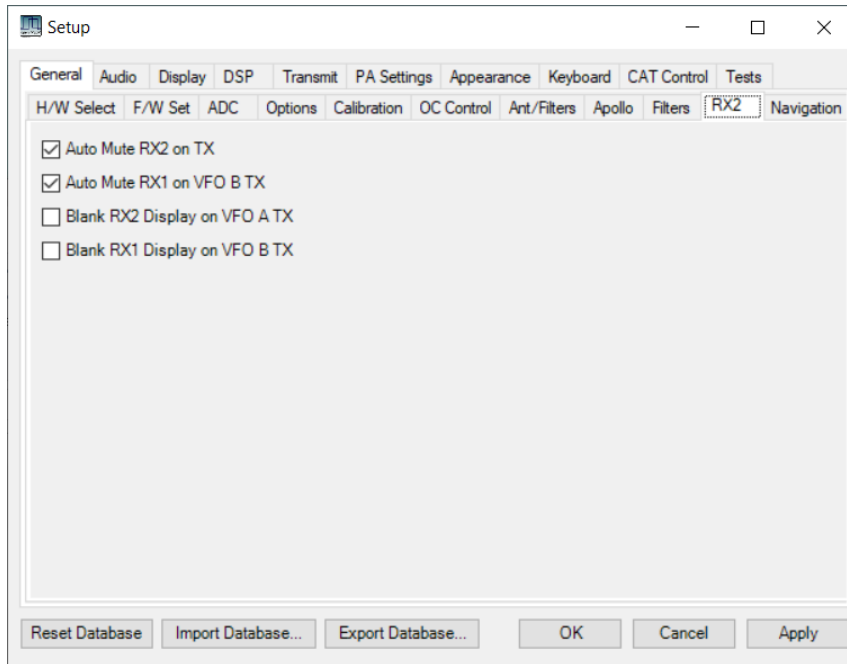 Setup
General Audio Display DSP Transmit PA Settings Appearance Keyboard CAT Control Tests
H/W Select F/W Set ADC Options Calibration OC Control Ant/Filters Apollo Filters RX2 Navigation
Auto Mute RX2 on TX
Auto Mute RX1 on VFO B TX
Blank RX2 Display on VFO A TX
Blank RX1 Display on VFO B TX
Reset Database Import Database... Export Database... OK Cancel Apply